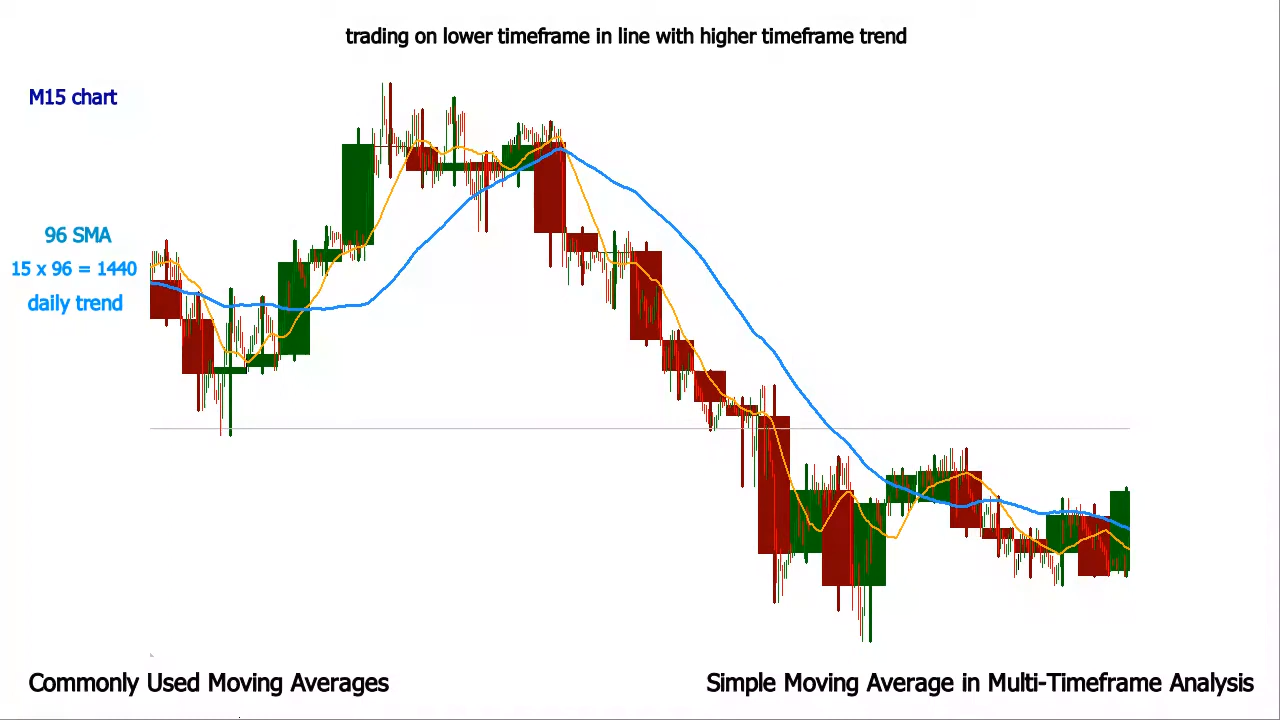 trading on lower timeframe in line with higher timeframe trend
M15 chart
96 SMA
15 x 96 = 1440
daily trend
Commonly Used Moving Averages
Simple Moving Average in Multi-Timeframe Analysis